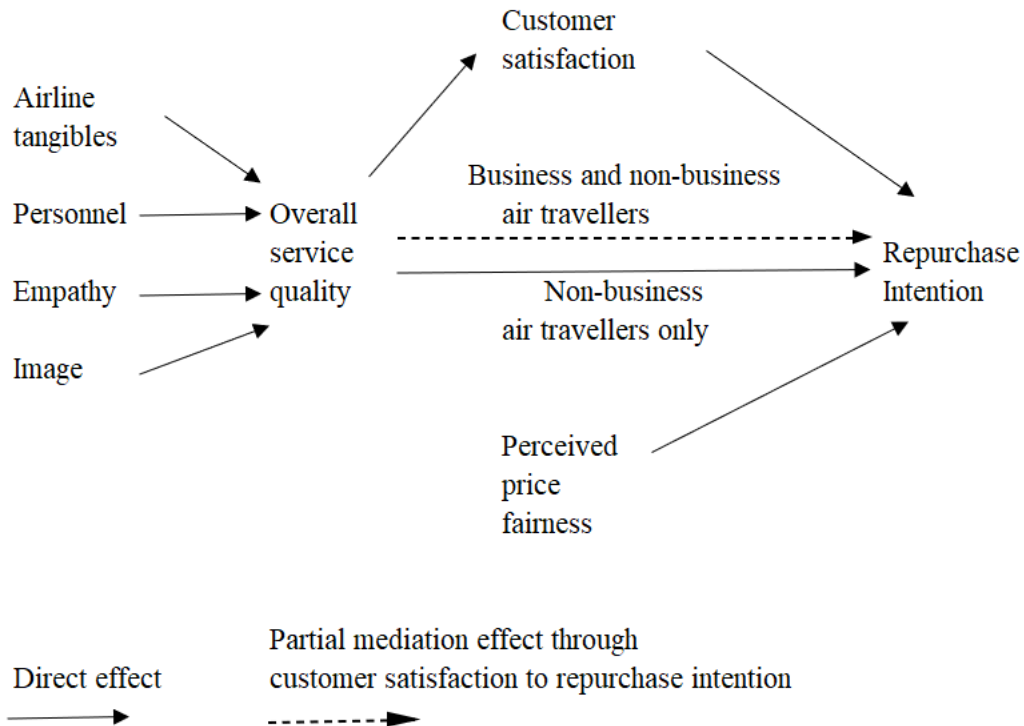 Customer
satisfaction
Airline
tangibles
Business and non-business
air travellers
Personnel
Overall
service
quality
Repurchase
Intention
Empathy
Non-business
air travellers only
Image
Perceived
price
fairness
Partial mediation effect through
customer satisfaction to repurchase intention
Direct effect